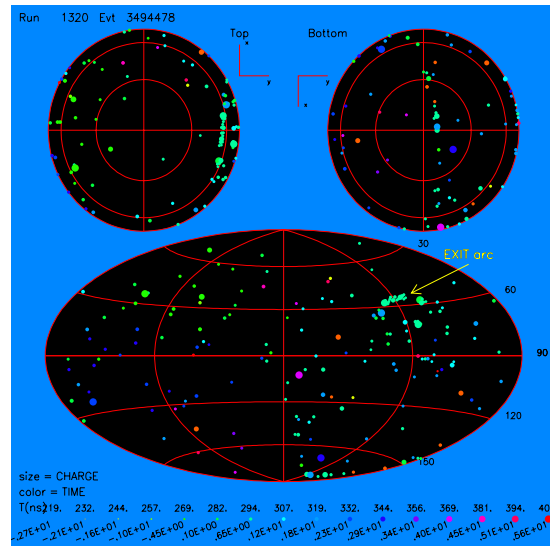 Run 1320 Evt 3494478
Top Bottom
x
y y
x
30
EXIT arc
60
90
120
150
size = CHARGE
color = TIME
T(ns) 219. 232. 244. 257. 269. 282. 294. 307. 319. 332. 344. 356. 369. 381. 394. 40
-.27E+01 -.21E+01 -.16E+01 -.10E+01 -.45E+00 .10E+00 .65E+00 .12E+01 .18E+01 .23E+01 .29E+01 .34E+01 .40E+01 .45E+01 .51E+01 .56E+01